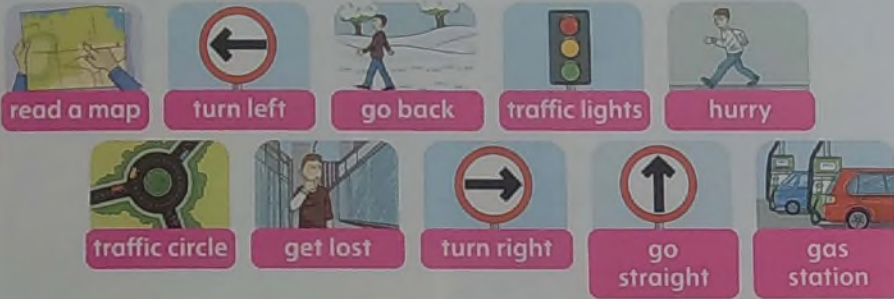 read a map
turn left
go back
traffic lights
hurry
traffic circle
get lost
turn right
go
straight
gas
station